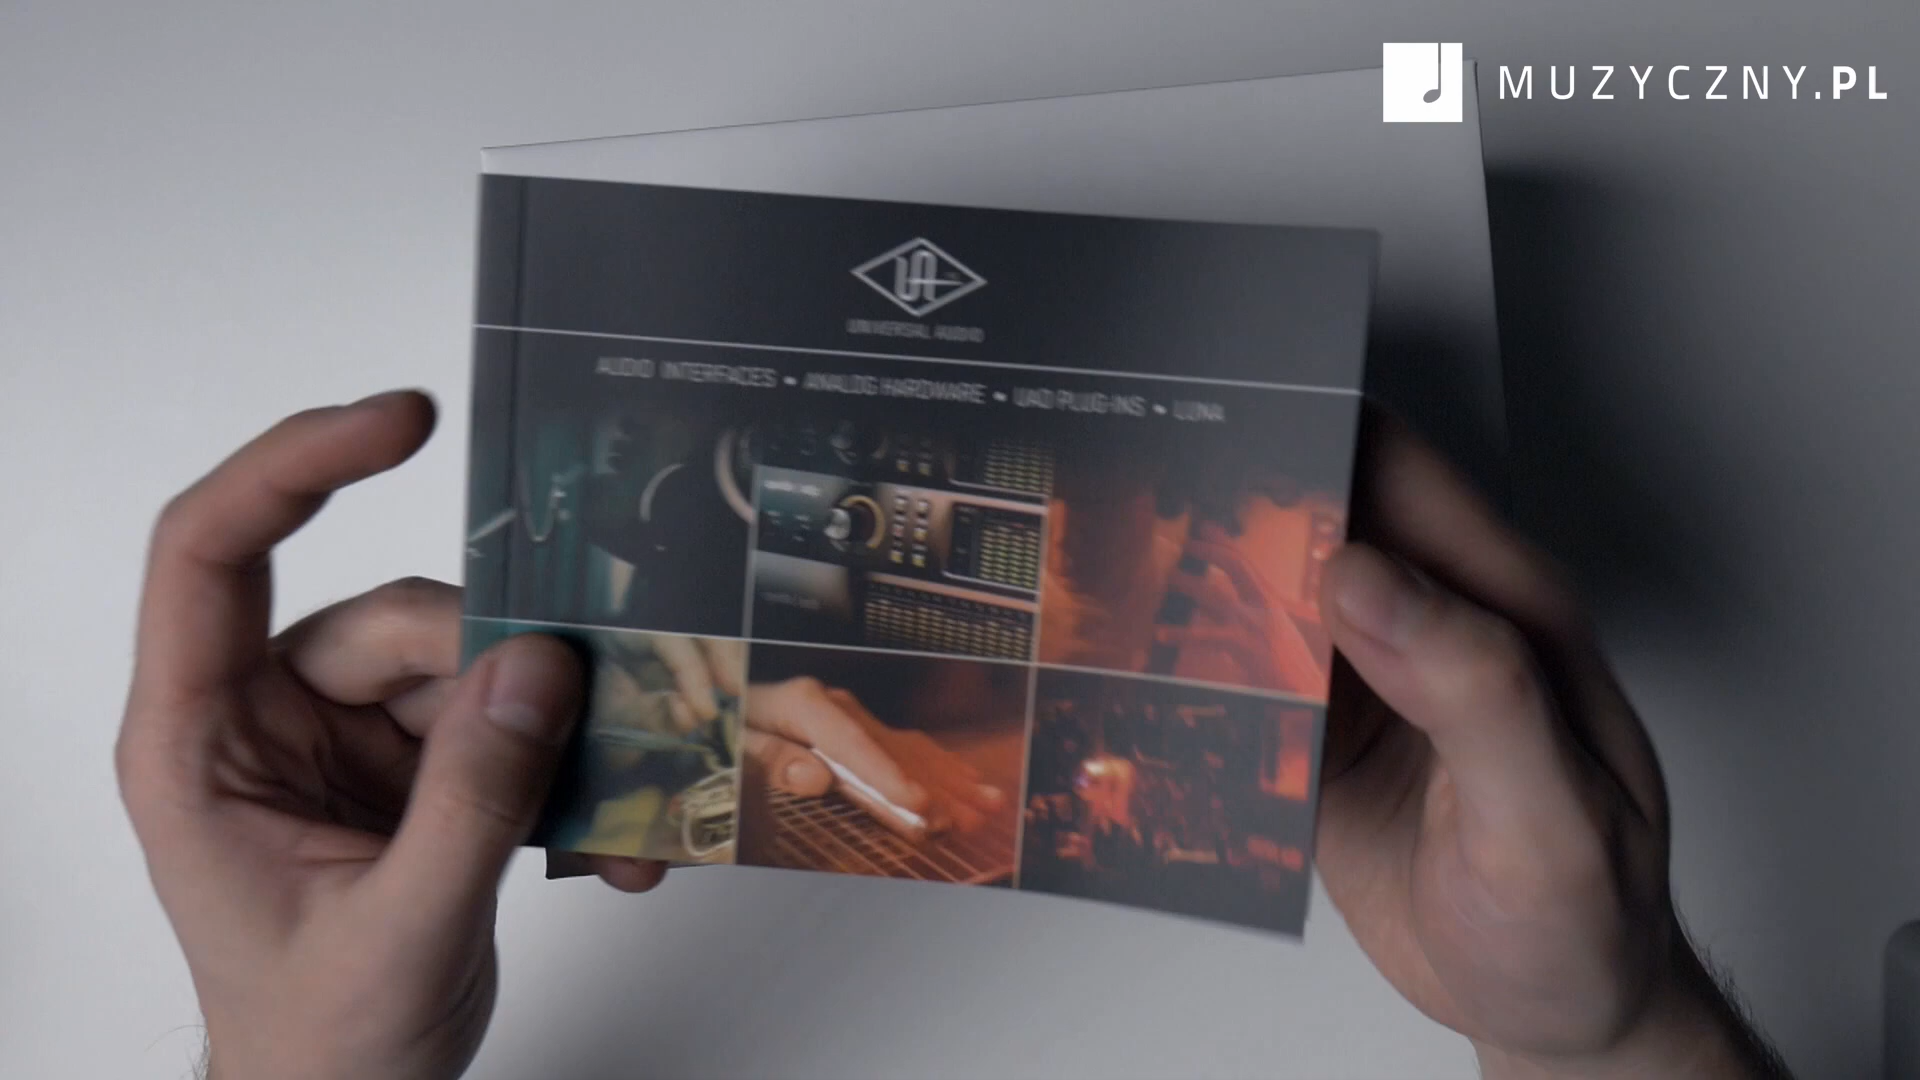 MUZYCZNY.PL
UNIVERSAL AUDIO
AUDIO INTERFACES • ANALOG HARDWARE • UAD PLUG-INS • LUNA